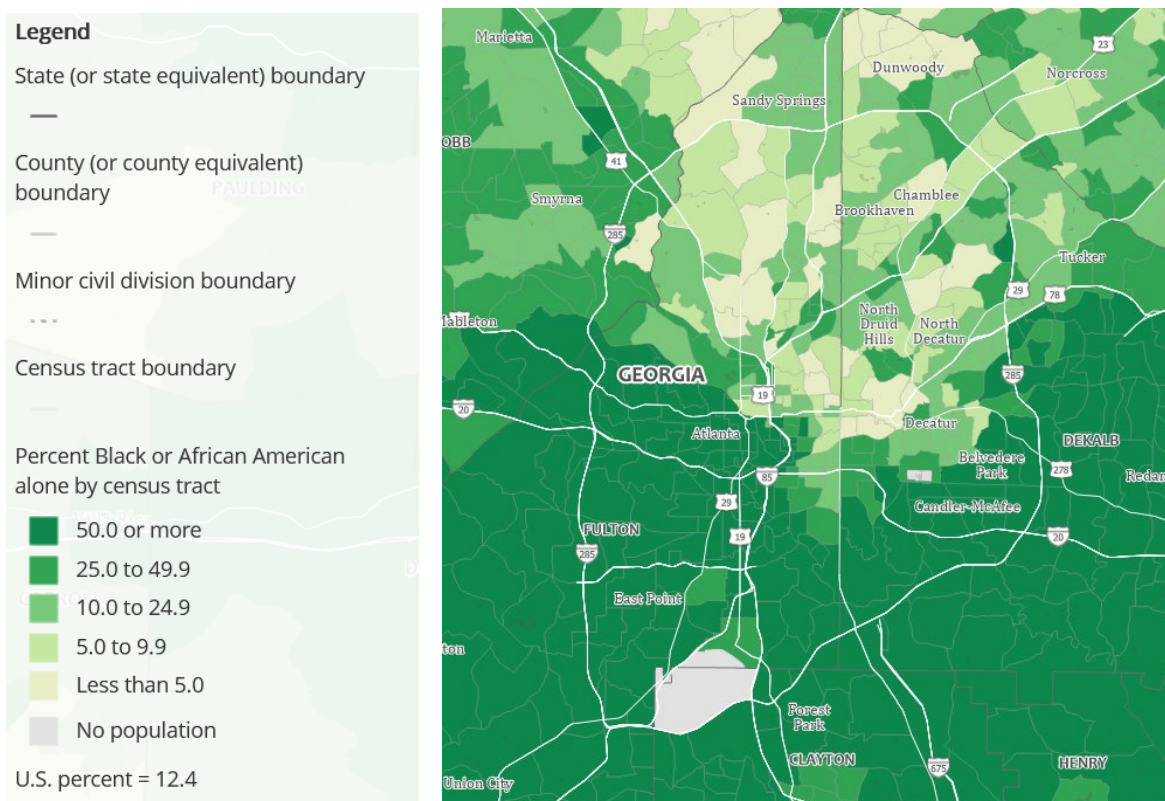 Legend
State (or state equivalent) boundary
County (or county equivalent)
boundary
PAULDING
Minor civil division boundary
Census tract boundary
Percent Black or African American
alone by census tract
50.0 or more
25.0 to 49.9
10.0 to 24.9
5.0 to 9.9
Less than 5.0
No population
U.S. percent = 12.4
Marietta
23
Dunwoody
Norcross
Sandy Springs
OBB
41
Smyrna
Chamblee
Brookhaven
285
Tucker
29
78
Mableton
North
Druid
Hills
North
Decatur
GEORGIA
285
19
20
Atlanta
Decatur
DEKALB
Belvedere
Park
85
278
Redan
29
Candler-McAfee
FULTON
19
20
285
East Point
ton
Forest
Park
CLAYTON
675
HENRY
Union City